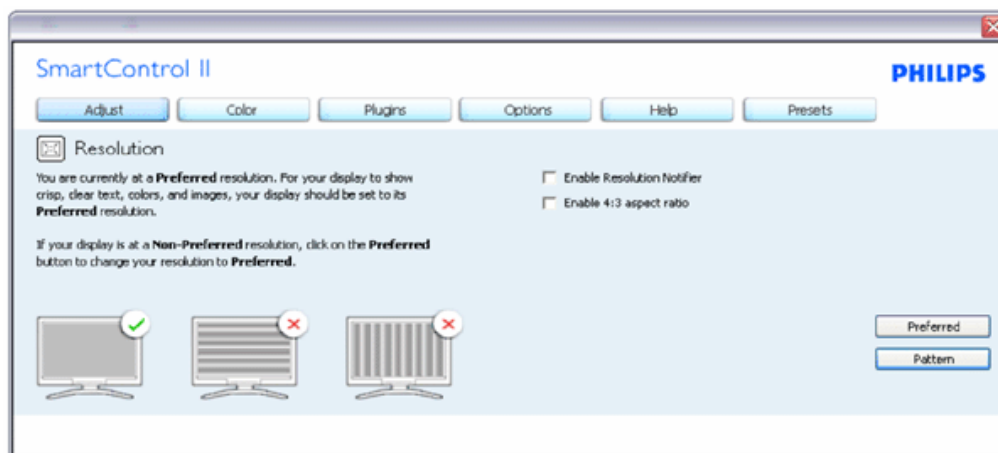 SmartControl II
PHILIPS
Adjust Color Plugins Options Help Presets
Resolution
You are currently at a Preferred resolution. For your display to show
crisp, clear text, colors, and images, your display should be set to its
Preferred resolution.
If your display is at a Non-Preferred resolution, click on the Preferred
button to change your resolution to Preferred.
Enable Resolution Notifier
Enable 4:3 aspect ratio
Preferred
Pattern